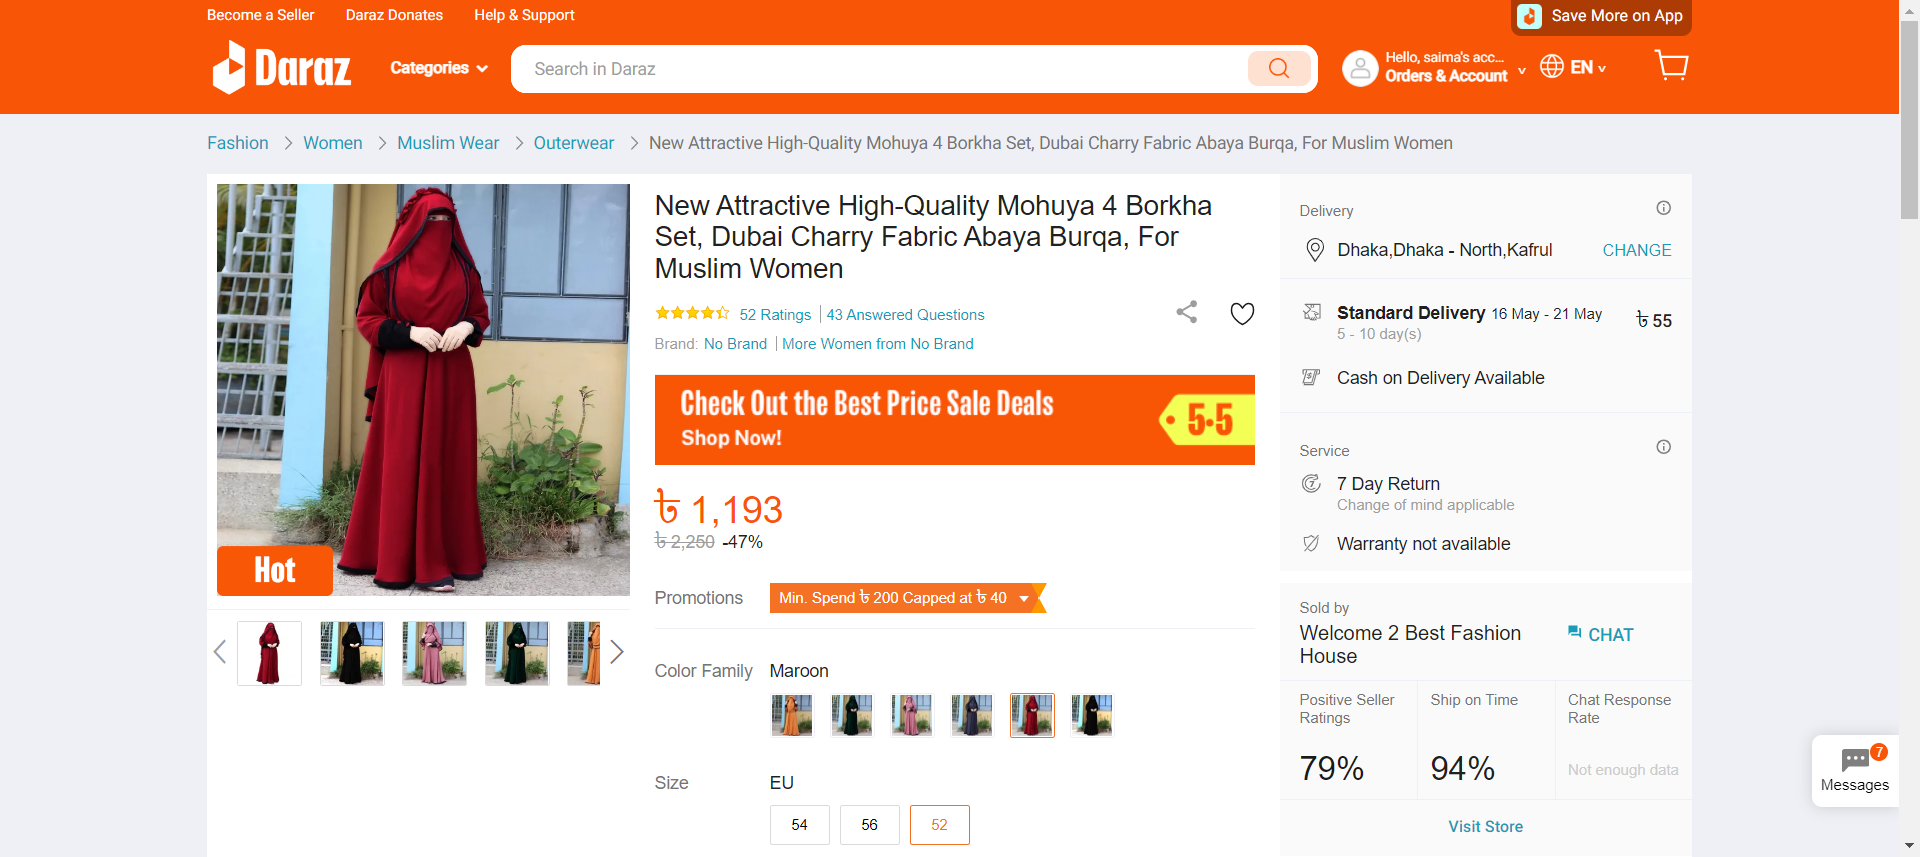 Become a Seller
Daraz Donates
Help & Support
Save More on App
Daraz
Categories
Search in Daraz
Hello, saima's acc...
Orders & Account
EN
Fashion
Women
Muslim Wear
Outerwear
New Attractive High-Quality Mohuya 4 Borkha Set, Dubai Charry Fabric Abaya Burqa, For Muslim Women
New Attractive High-Quality Mohuya 4 Borkha
Set, Dubai Charry Fabric Abaya Burqa, For
Muslim Women
52 Ratings
43 Answered Questions
Brand: No Brand
More Women from No Brand
Check Out the Best Price Sale Deals
Shop Now!
5.5
৳ 1,193
৳ 2,250 -47%
Hot
Promotions
Min. Spend ৳ 200 Capped at ৳ 40
Color Family
Maroon
Size
EU
54
56
52
Delivery
Dhaka,Dhaka - North,Kafrul
CHANGE
Standard Delivery 16 May - 21 May
৳ 55
5 - 10 day(s)
Cash on Delivery Available
Service
7
7 Day Return
Change of mind applicable
Warranty not available
Sold by
Welcome 2 Best Fashion
House
CHAT
Positive Seller
Ratings
79%
Ship on Time
94%
Chat Response
Rate
Not enough data
Visit Store
7
Messages